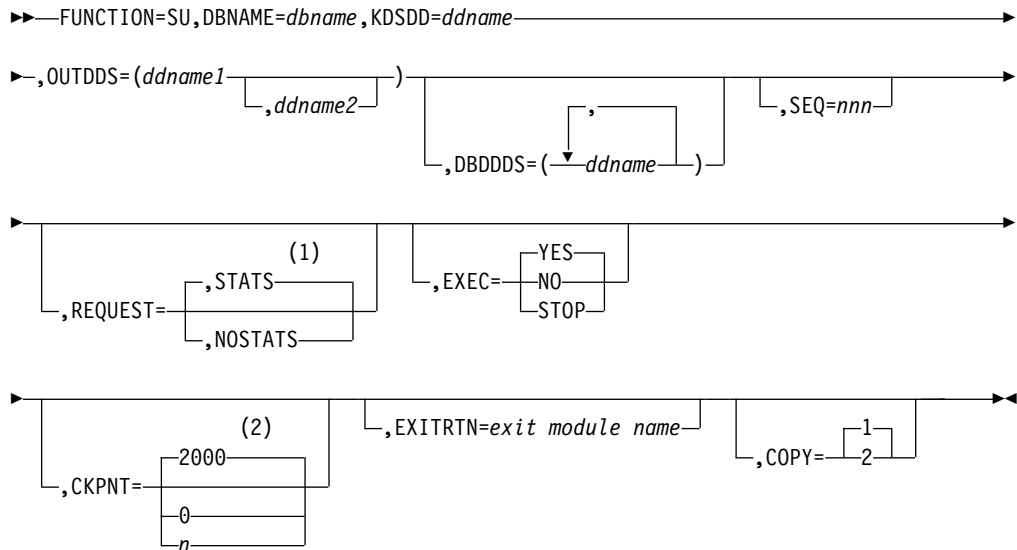 FUNCTION=SU,DBNAME=dbname,KDSDD=ddname
,OUTDDS=(ddname1
,ddname2
)
,DBDDDS=(
,
ddname
)
,SEQ=nnn
,REQUEST=
(1)
,STATS
,NOSTATS
,EXEC=
YES
NO
STOP
,CKPNT=
(2)
2000
0
n
,EXITRTN=exit module name
,COPY=
1
2